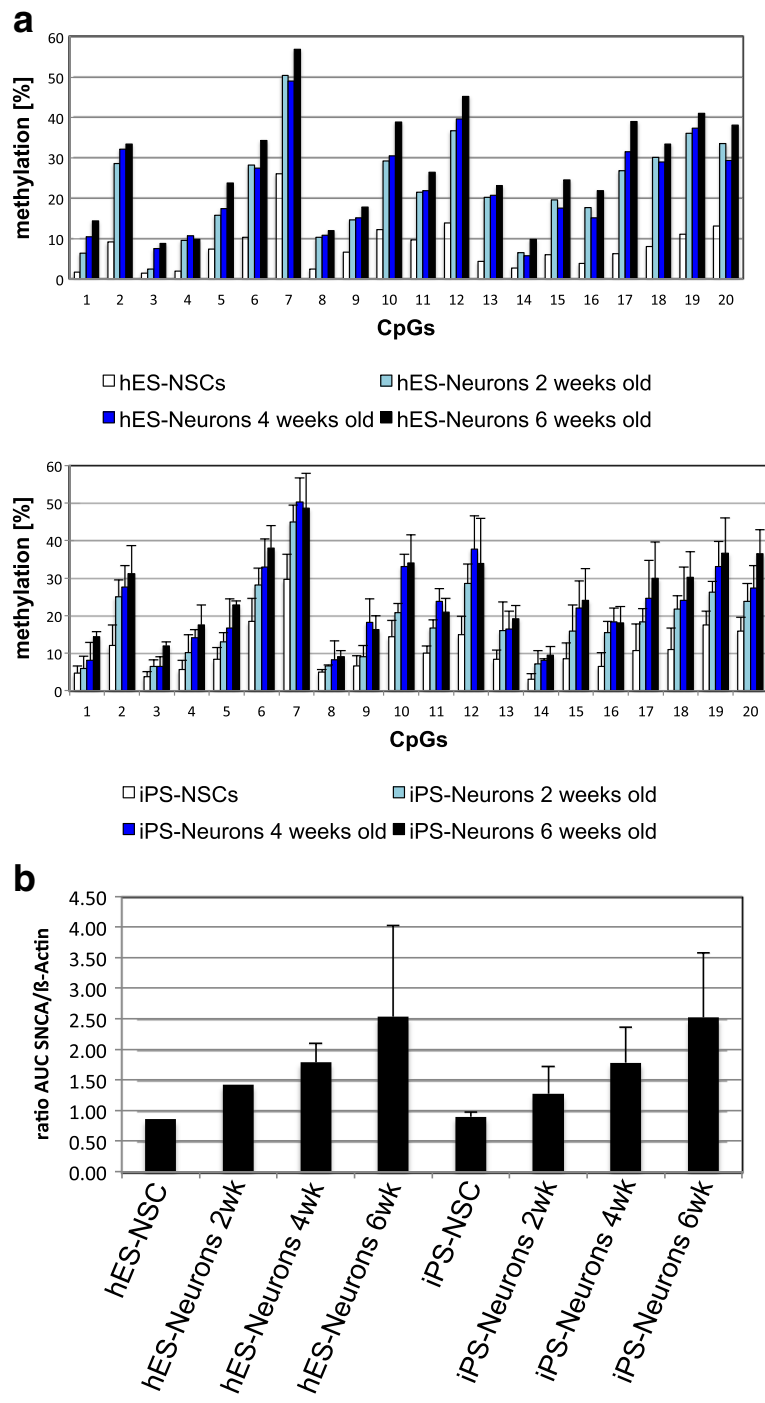 a
methylation [%]
60
50
40
30
20
10
0
1 2 3 4 5 6 7 8 9 10 11 12 13 14 15 16 17 18 19 20
CpGs
hES-NSCs hES-Neurons 2 weeks old
hES-Neurons 4 weeks old hES-Neurons 6 weeks old
methylation [%]
60
50
40
30
20
10
0
1 2 3 4 5 6 7 8 9 10 11 12 13 14 15 16 17 18 19 20
CpGs
iPS-NSCs iPS-Neurons 2 weeks old
iPS-Neurons 4 weeks old iPS-Neurons 6 weeks old
b
ratio AUC SNCA/ß-Actin
4.50
4.00
3.50
3.00
2.50
2.00
1.50
1.00
0.50
0.00
hES-NSC
hES-Neurons 2wk
hES-Neurons 4wk
hES-Neurons 6wk
iPS-NSC
iPS-Neurons 2wk
iPS-Neurons 4wk
iPS-Neurons 6wk